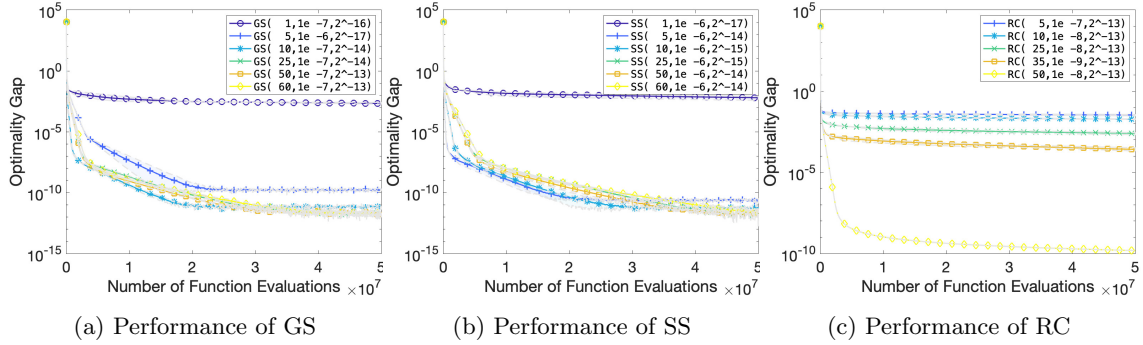 Optimality Gap
10^5
10^0
10^-5
10^-10
10^-15
GS( 1,1e -7,2^-16)
GS( 5,1e -6,2^-17)
GS( 10,1e -7,2^-14)
GS( 25,1e -7,2^-14)
GS( 50,1e -7,2^-13)
GS( 60,1e -7,2^-13)
0 1 2 3 4 5
Number of Function Evaluations ×10^7
(a) Performance of GS
Optimality Gap
10^5
10^0
10^-5
10^-10
10^-15
SS( 1,1e -6,2^-17)
SS( 5,1e -6,2^-14)
SS( 10,1e -6,2^-15)
SS( 25,1e -6,2^-15)
SS( 50,1e -6,2^-14)
SS( 60,1e -6,2^-14)
0 1 2 3 4 5
Number of Function Evaluations ×10^7
(b) Performance of SS
Optimality Gap
10^5
10^0
10^-5
10^-10
RC( 5,1e -7,2^-13)
RC( 10,1e -8,2^-13)
RC( 25,1e -8,2^-13)
RC( 35,1e -9,2^-13)
RC( 50,1e -8,2^-13)
0 1 2 3 4 5
Number of Function Evaluations ×10^7
(c) Performance of RC